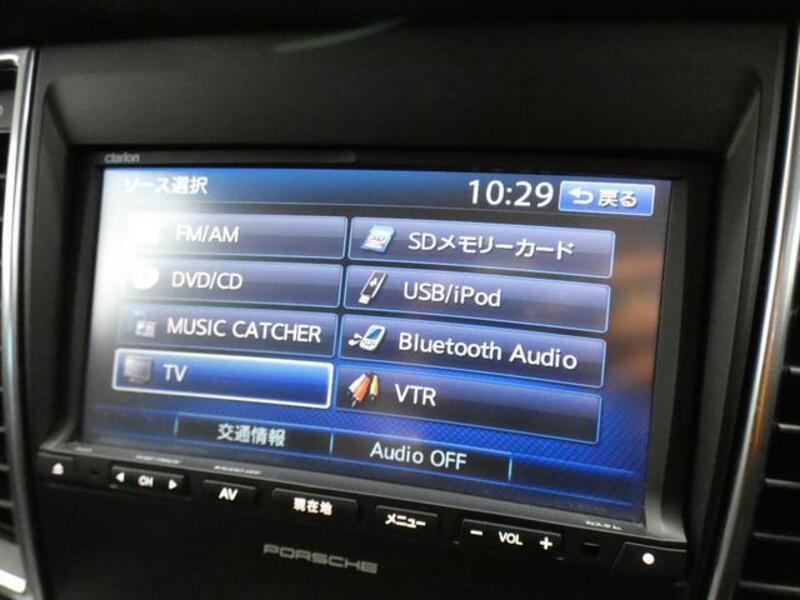 clarion
ソース選択 10:29 戻る
FM/AM SDメモリーカード
DVD/CD USB/iPod
MUSIC CATCHER Bluetooth Audio
TV VTR
交通情報 Audio OFF
CH AV 現在地 メニュー － VOL ＋
PORSCHE